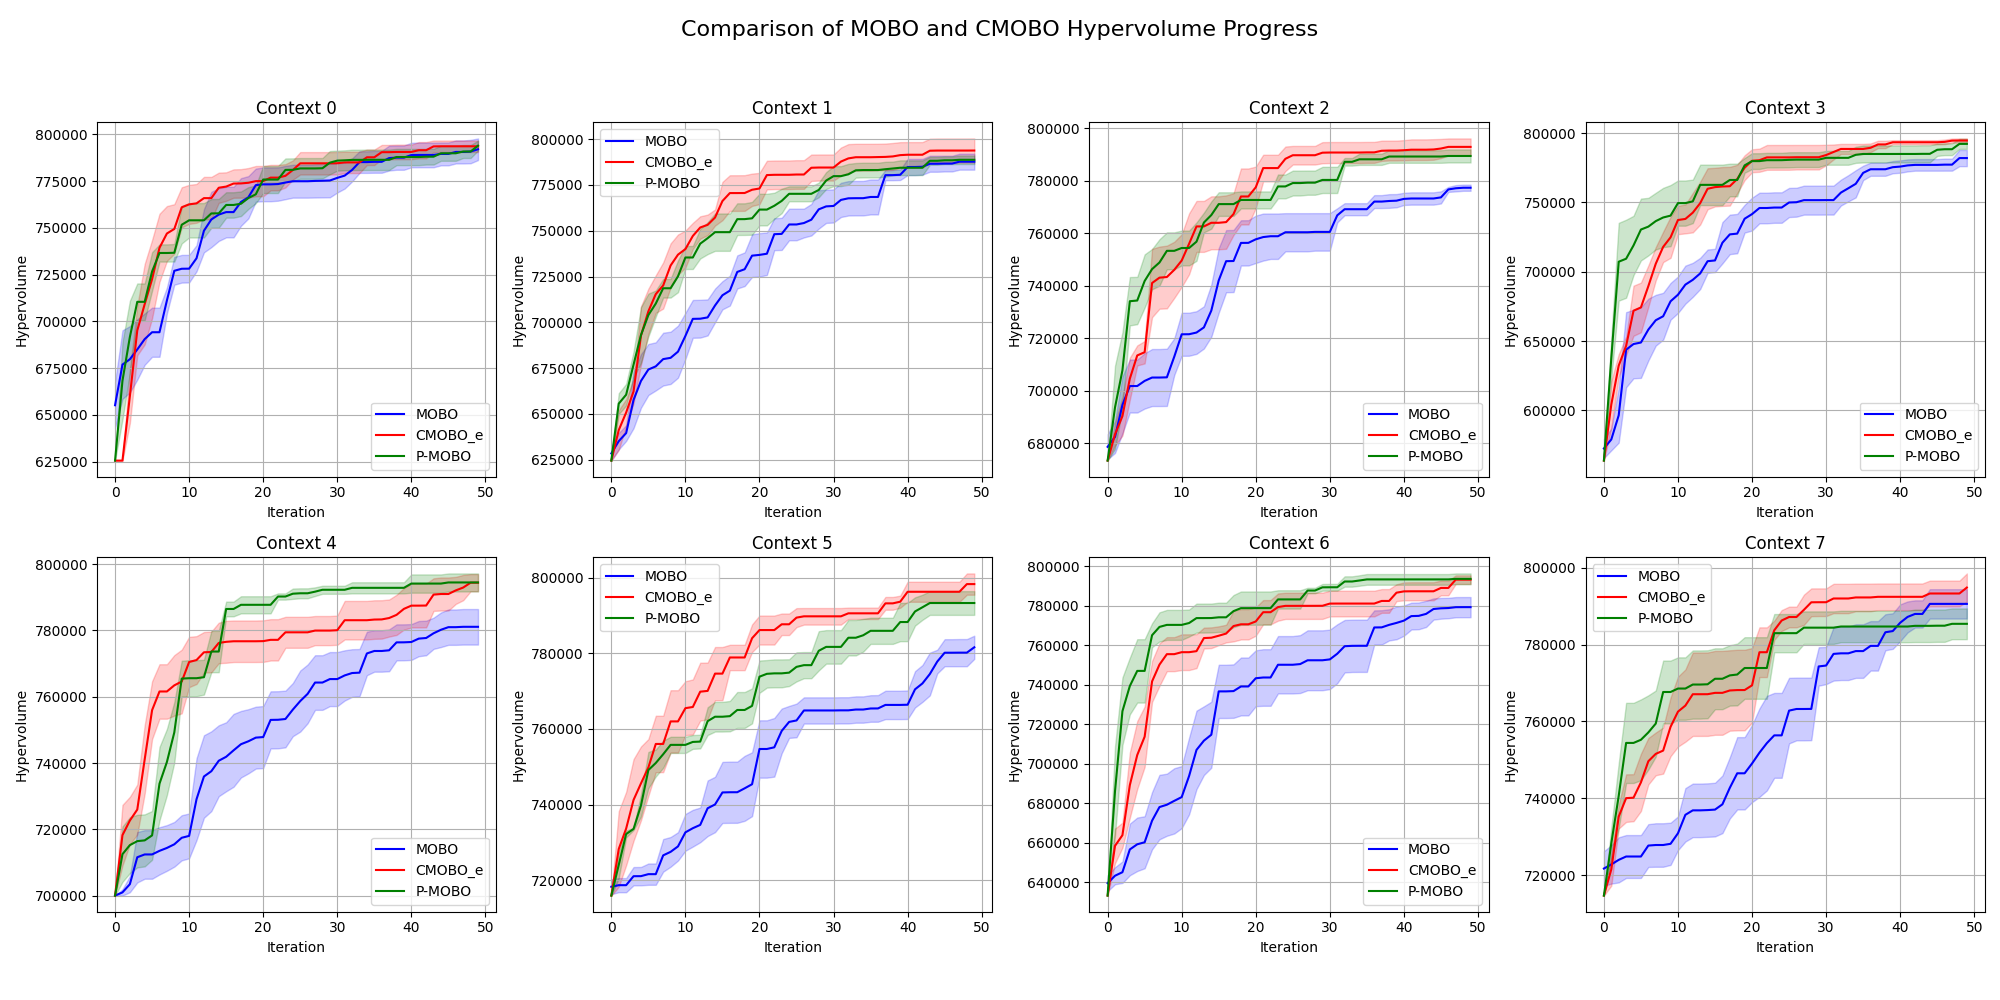 Comparison of MOBO and CMOBO Hypervolume Progress
Context 0
Hypervolume
800000
775000
750000
725000
700000
675000
650000
625000
0 10 20 30 40 50
Iteration
MOBO
CMOBO_e
P-MOBO
Context 1
Hypervolume
800000
775000
750000
725000
700000
675000
650000
625000
0 10 20 30 40 50
Iteration
MOBO
CMOBO_e
P-MOBO
Context 2
Hypervolume
800000
780000
760000
740000
720000
700000
680000
0 10 20 30 40 50
Iteration
MOBO
CMOBO_e
P-MOBO
Context 3
Hypervolume
800000
750000
700000
650000
600000
0 10 20 30 40 50
Iteration
MOBO
CMOBO_e
P-MOBO
Context 4
Hypervolume
800000
780000
760000
740000
720000
700000
0 10 20 30 40 50
Iteration
MOBO
CMOBO_e
P-MOBO
Context 5
Hypervolume
800000
780000
760000
740000
720000
0 10 20 30 40 50
Iteration
MOBO
CMOBO_e
P-MOBO
Context 6
Hypervolume
800000
780000
760000
740000
720000
700000
680000
660000
640000
0 10 20 30 40 50
Iteration
MOBO
CMOBO_e
P-MOBO
Context 7
Hypervolume
800000
780000
760000
740000
720000
0 10 20 30 40 50
Iteration
MOBO
CMOBO_e
P-MOBO